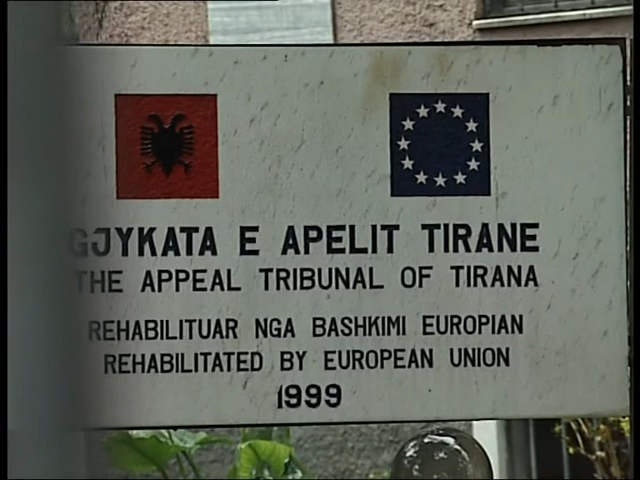 GJYKATA E APELIT TIRANE
THE APPEAL TRIBUNAL OF TIRANA
REHABILITUAR NGA BASHKIMI EUROPIAN
REHABILITATED BY EUROPEAN UNION
1999